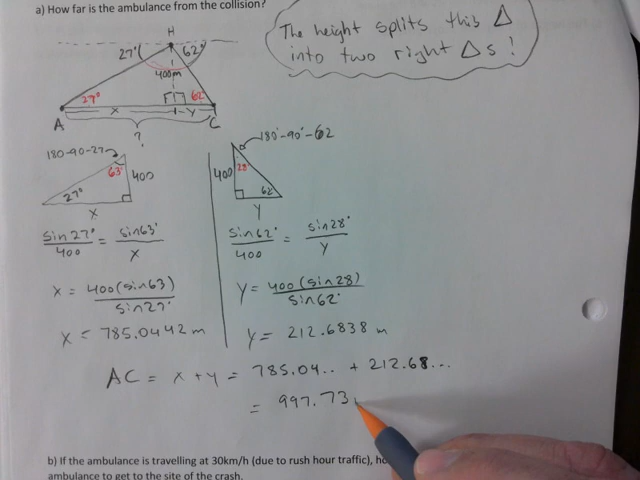 a) How far is the ambulance from the collision?
The height splits this Δ
into two right Δs!
H
27° 62°
400m
27° 62
x y
A C
?
180-90-27
63°
400
27°
x
180°-90°-62
400
28°
62°
y
sin27°/400 = sin63°/x
x = 400(sin63)/sin27°
x = 785.0442 m
sin62°/400 = sin28°/y
y = 400(sin28)/sin62°
y = 212.6838 m
AC = x + y = 785.04.. + 212.68...
= 997.73
b) If the ambulance is travelling at 30km/h (due to rush hour traffic),
ambulance to get to the site of the crash.